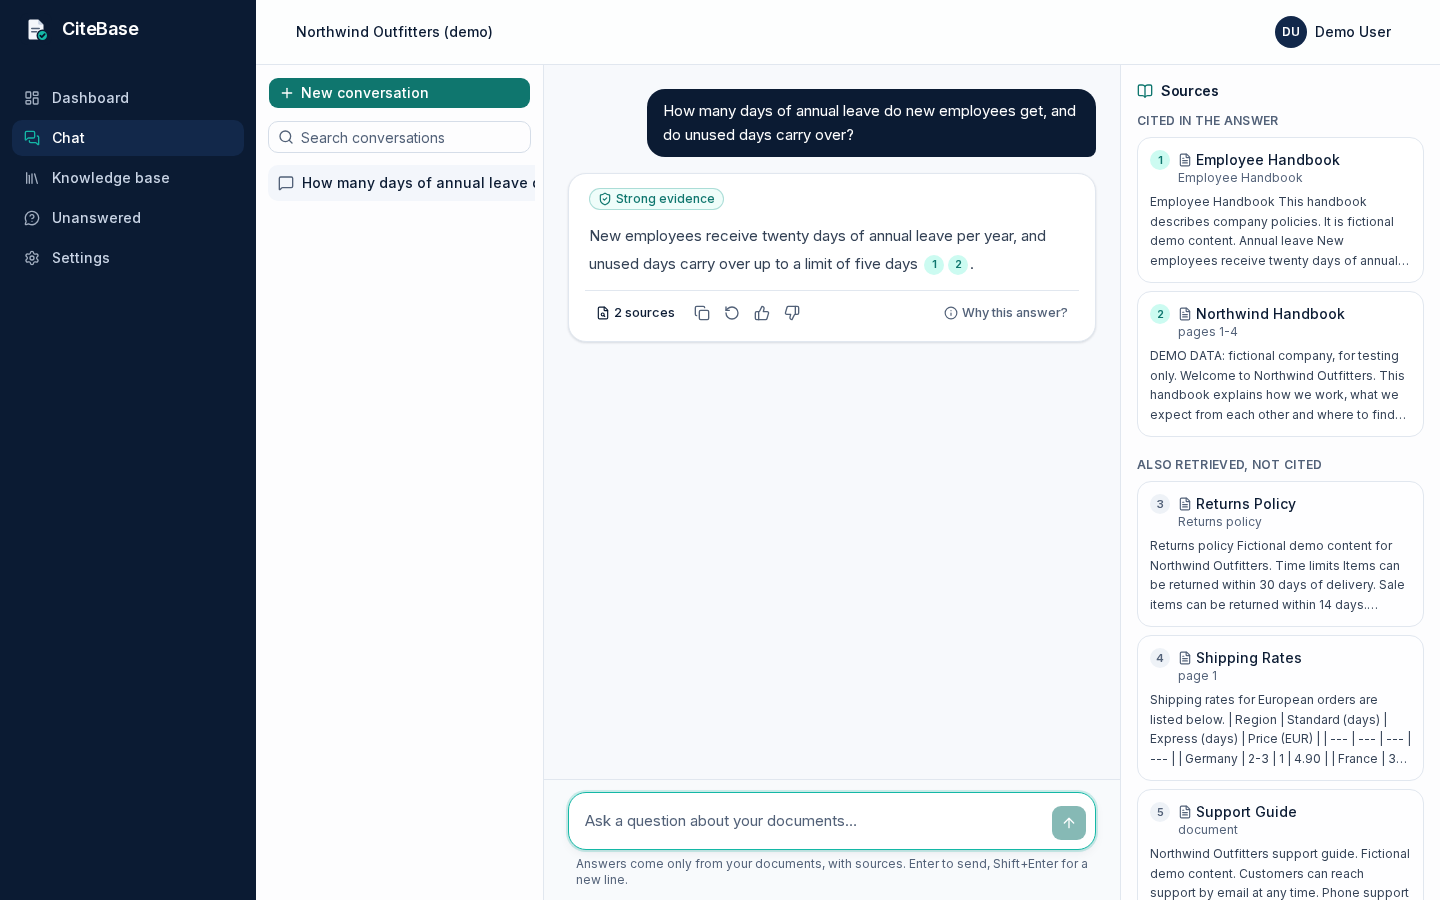 CiteBase
Dashboard
Chat
Knowledge base
Unanswered
Settings
Northwind Outfitters (demo)
DU
Demo User
New conversation
Search conversations
How many days of annual leave
How many days of annual leave do new employees get, and
do unused days carry over?
Strong evidence
New employees receive twenty days of annual leave per year, and
unused days carry over up to a limit of five days 1 2 .
2 sources
Why this answer?
Ask a question about your documents...
Answers come only from your documents, with sources. Enter to send, Shift+Enter for a
new line.
Sources
CITED IN THE ANSWER
1 Employee Handbook
Employee Handbook
Employee Handbook This handbook
describes company policies. It is fictional
demo content. Annual leave New
employees receive twenty days of annual...
2 Northwind Handbook
pages 1-4
DEMO DATA: fictional company, for testing
only. Welcome to Northwind Outfitters. This
handbook explains how we work, what we
expect from each other and where to find...
ALSO RETRIEVED, NOT CITED
3 Returns Policy
Returns policy
Returns policy Fictional demo content for
Northwind Outfitters. Time limits Items can
be returned within 30 days of delivery. Sale
items can be returned within 14 days....
4 Shipping Rates
page 1
Shipping rates for European orders are
listed below. | Region | Standard (days) |
Express (days) | Price (EUR) | | --- | --- | --- |
--- | | Germany | 2-3 | 1 | 4.90 | | France | 3...
5 Support Guide
document
Northwind Outfitters support guide. Fictional
demo content. Customers can reach
support by email at any time. Phone support